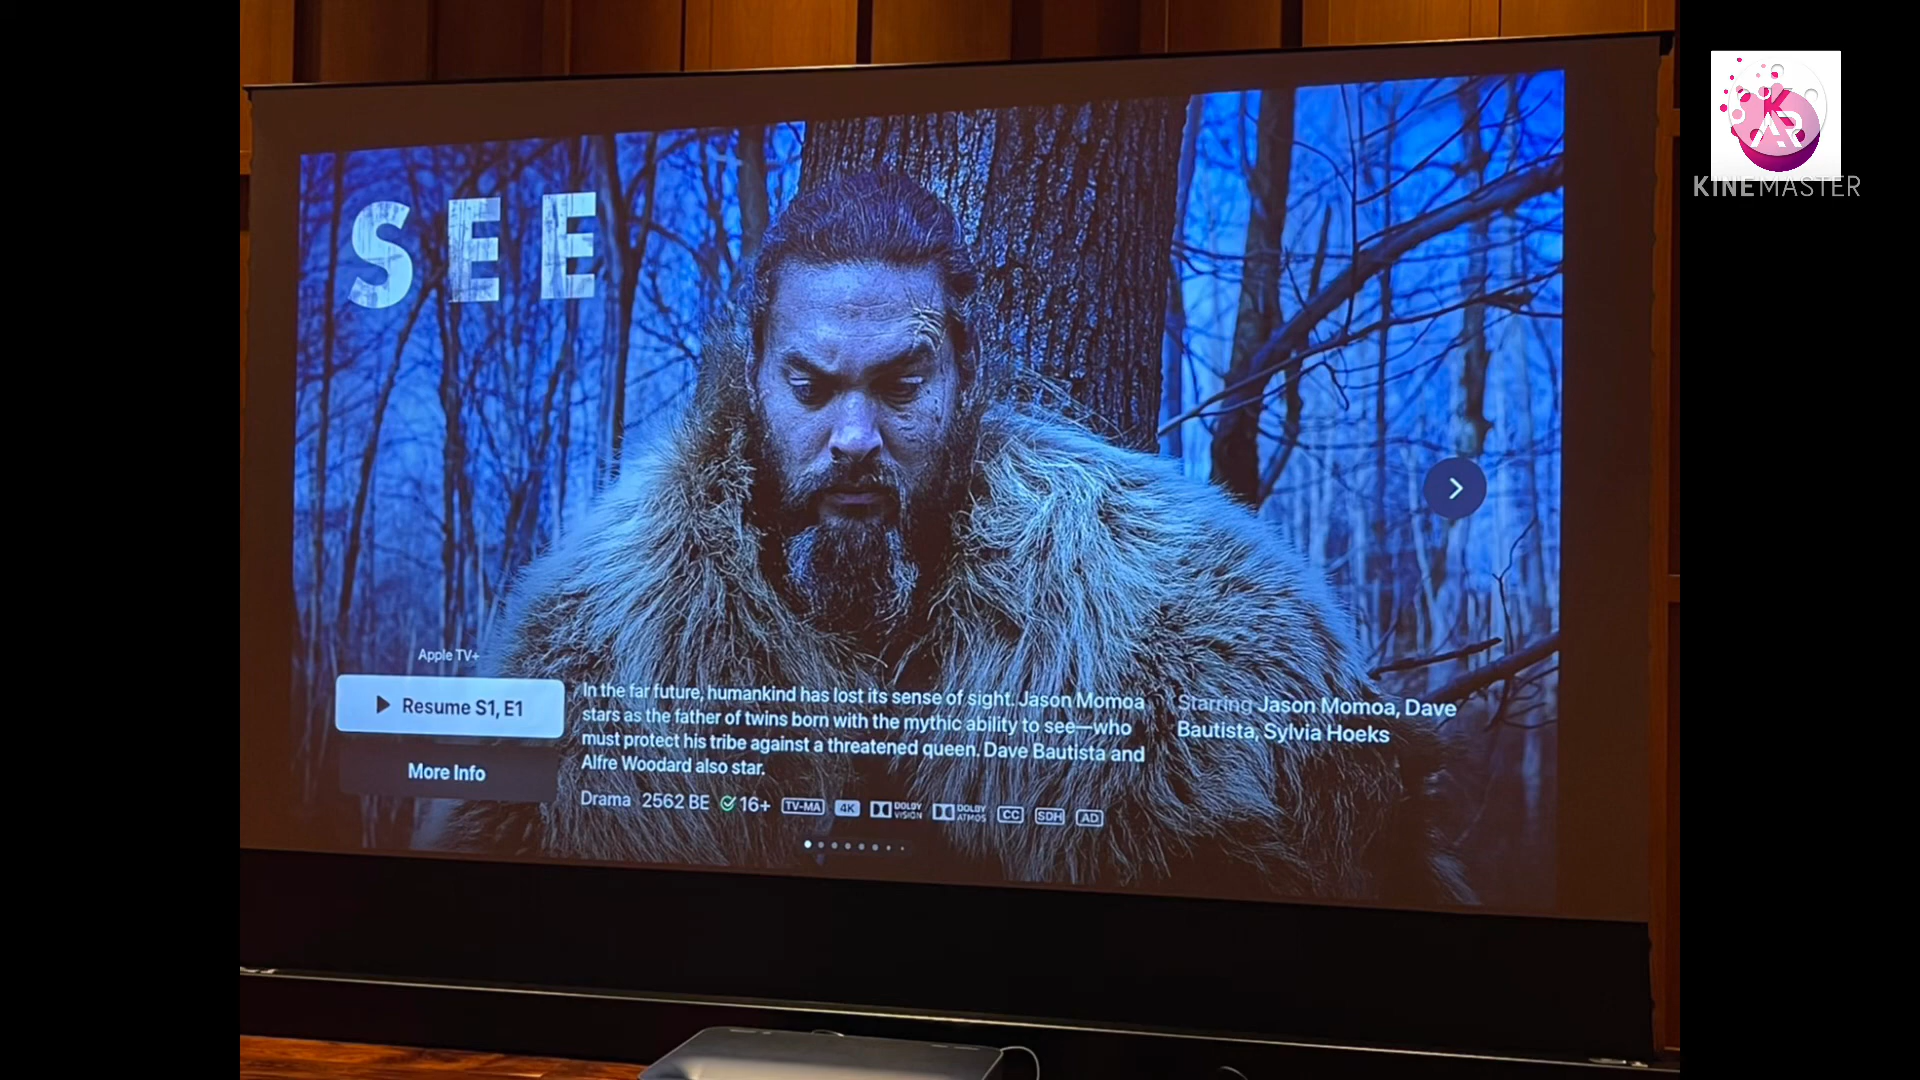 SEE
Apple TV+
Resume S1, E1
More Info
In the far future, humankind has lost its sense of sight. Jason Momoa
stars as the father of twins born with the mythic ability to see—who
must protect his tribe against a threatened queen. Dave Bautista and
Alfre Woodard also star.
Drama 2562 BE 16+ TV-MA 4K DOLBY VISION DOLBY ATMOS CC SDH AD
Starring Jason Momoa, Dave
Bautista, Sylvia Hoeks
KAR
KINEMASTER